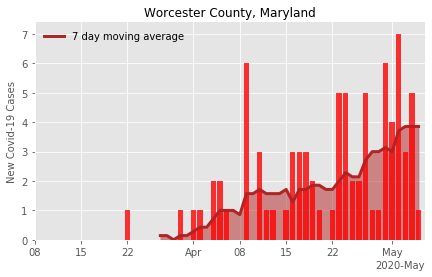 Worcester County, Maryland
7 day moving average
New Covid-19 Cases
7
6
5
4
3
2
1
0
08
15
22
Apr
08
15
22
May
2020-May